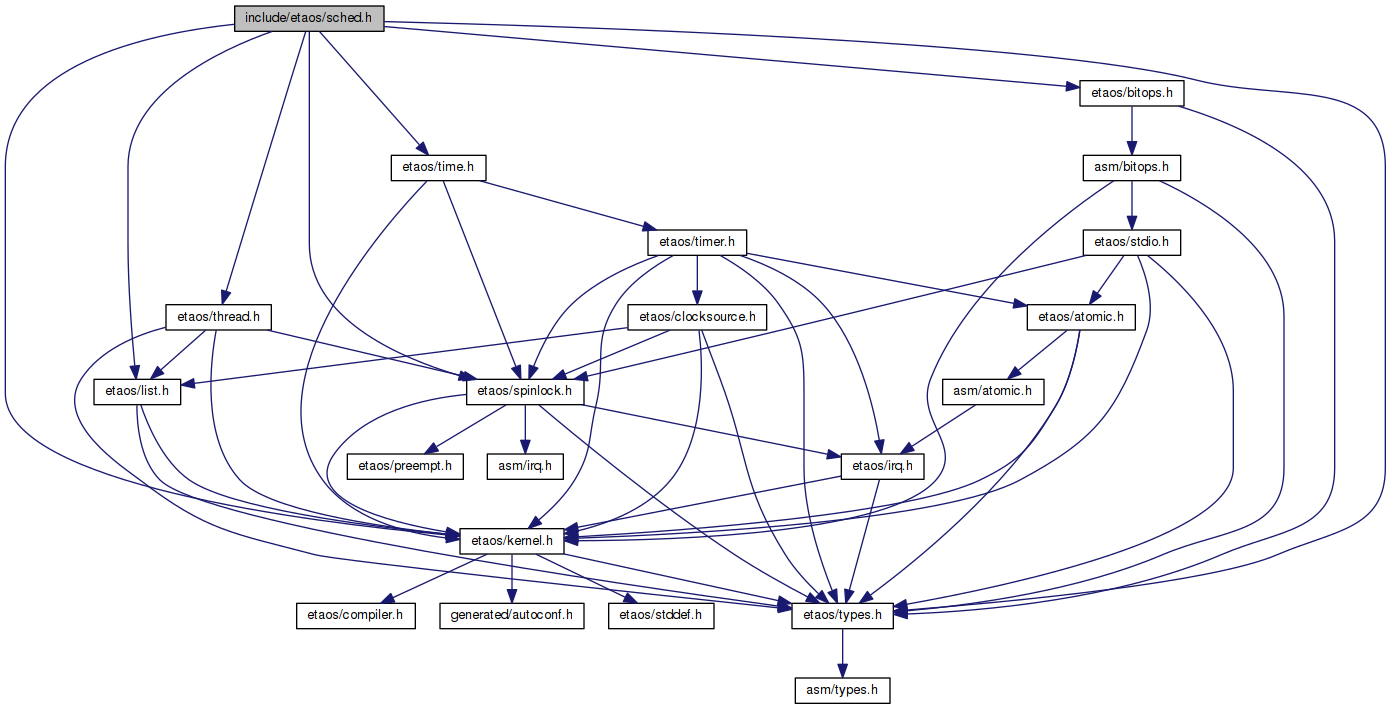 include/etaos/sched.h
etaos/bitops.h
etaos/time.h
asm/bitops.h
etaos/timer.h
etaos/stdio.h
etaos/thread.h
etaos/clocksource.h
etaos/atomic.h
etaos/list.h
etaos/spinlock.h
asm/atomic.h
etaos/preempt.h
asm/irq.h
etaos/irq.h
etaos/kernel.h
etaos/compiler.h
generated/autoconf.h
etaos/stddef.h
etaos/types.h
asm/types.h